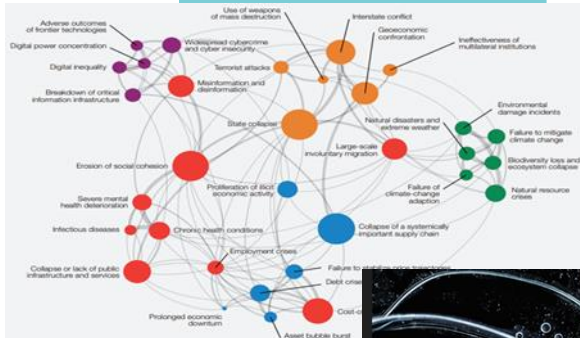 Use of weapons
of mass destruction
Interstate conflict
Adverse outcomes
of frontier technologies
Geoeconomic
confrontation
Digital power concentration
Widespread cybercrime
and cyber insecurity
Ineffectiveness of
multilateral institutions
Digital inequality
Terrorist attacks
Breakdown of critical
information infrastructure
Misinformation and
disinformation
Environmental
damage incidents
Natural disasters and
extreme weather
State collapse
Failure to mitigate
climate change
Large-scale
involuntary migration
Erosion of social cohesion
Biodiversity loss and
ecosystem collapse
Proliferation of illicit
economic activity
Failure of
climate-change
adaption
Natural resource
crises
Severe mental
health deterioration
Infectious diseases
Chronic health conditions
Collapse of a systemically
important supply chain
Employment crises
Collapse or lack of public
infrastructure and services
Failure to stabilize price trajectories
Debt crise
Prolonged economic
downturn
Cost-o
Asset bubble burst